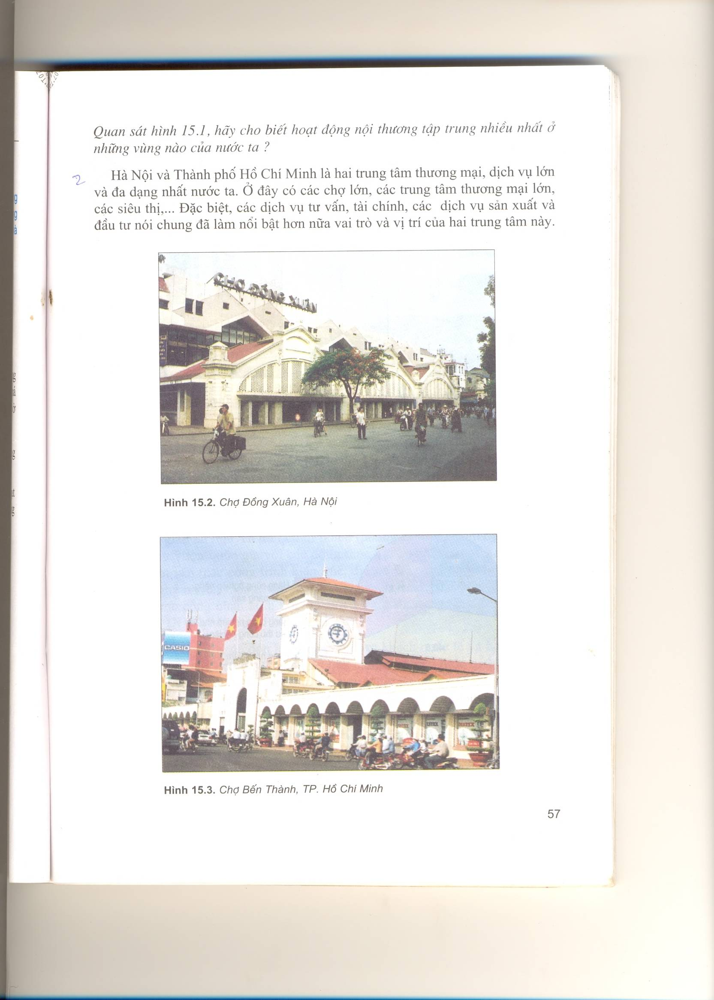 Quan sát hình 15.1, hãy cho biết hoạt động nội thương tập trung nhiều nhất ở
những vùng nào của nước ta ?
2
Hà Nội và Thành phố Hồ Chí Minh là hai trung tâm thương mại, dịch vụ lớn
và đa dạng nhất nước ta. Ở đây có các chợ lớn, các trung tâm thương mại lớn,
các siêu thị,... Đặc biệt, các dịch vụ tư vấn, tài chính, các dịch vụ sản xuất và
đầu tư nói chung đã làm nổi bật hơn nữa vai trò và vị trí của hai trung tâm này.
CHỢ ĐỒNG XUÂN
Hình 15.2. Chợ Đồng Xuân, Hà Nội
CASIO
Hình 15.3. Chợ Bến Thành, TP. Hồ Chí Minh
57